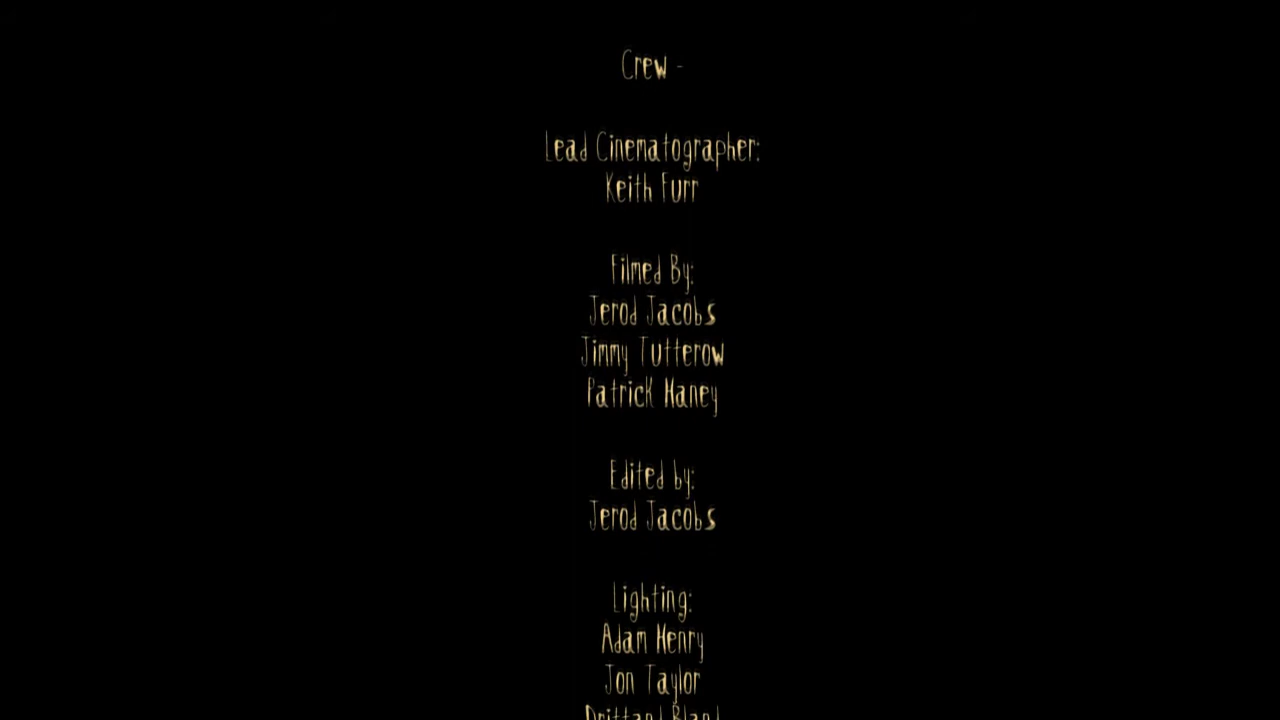 Crew -
Lead Cinematographer:
Keith Furr
Filmed By:
Jerod Jacobs
Jimmy Tutterow
Patrick Haney
Edited by:
Jerod Jacobs
Lighting:
Adam Henry
Jon Taylor